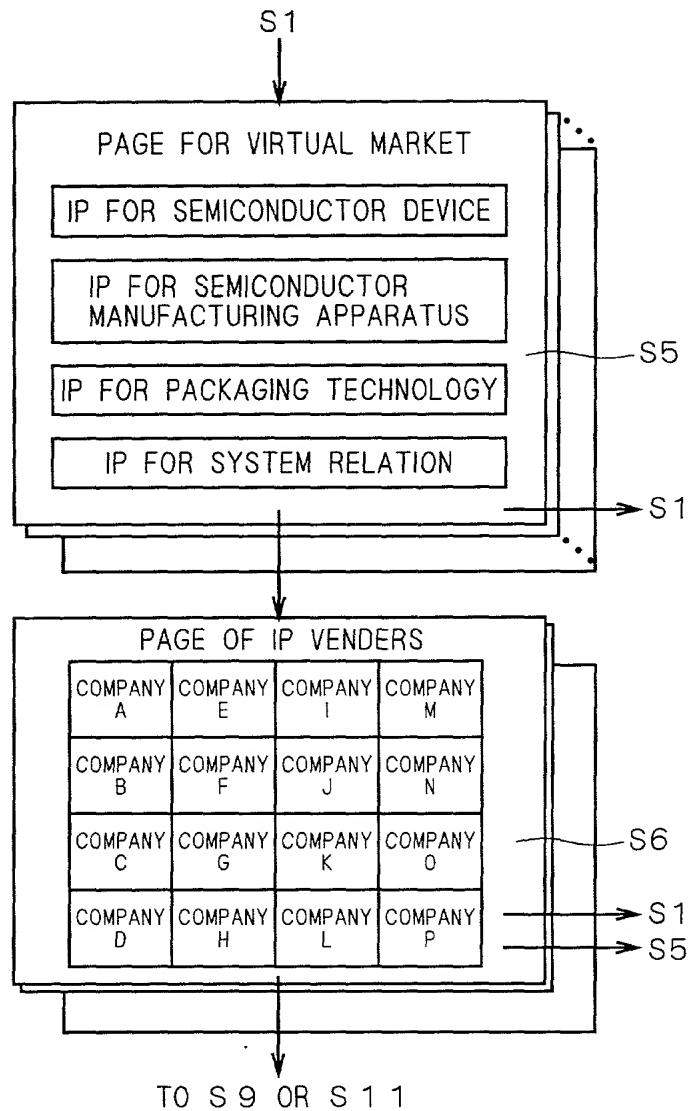 S1
PAGE FOR VIRTUAL MARKET
IP FOR SEMICONDUCTOR DEVICE
IP FOR SEMICONDUCTOR
MANUFACTURING APPARATUS
S5
IP FOR PACKAGING TECHNOLOGY
IP FOR SYSTEM RELATION
S1
PAGE OF IP VENDERS
COMPANY A
COMPANY E
COMPANY I
COMPANY M
COMPANY B
COMPANY F
COMPANY J
COMPANY N
COMPANY C
COMPANY G
COMPANY K
COMPANY O
S6
COMPANY D
COMPANY H
COMPANY L
COMPANY P
S1
S5
TO S9 OR S11